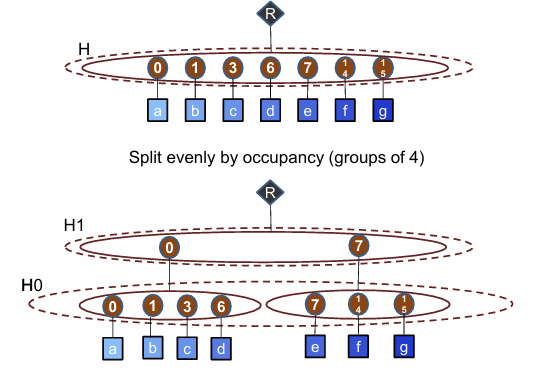 R
H
0 1 3 6 7 14 15
a b c d e f g
Split evenly by occupancy (groups of 4)
R
H1
0 7
H0
0 1 3 6 7 14 15
a b c d e f g